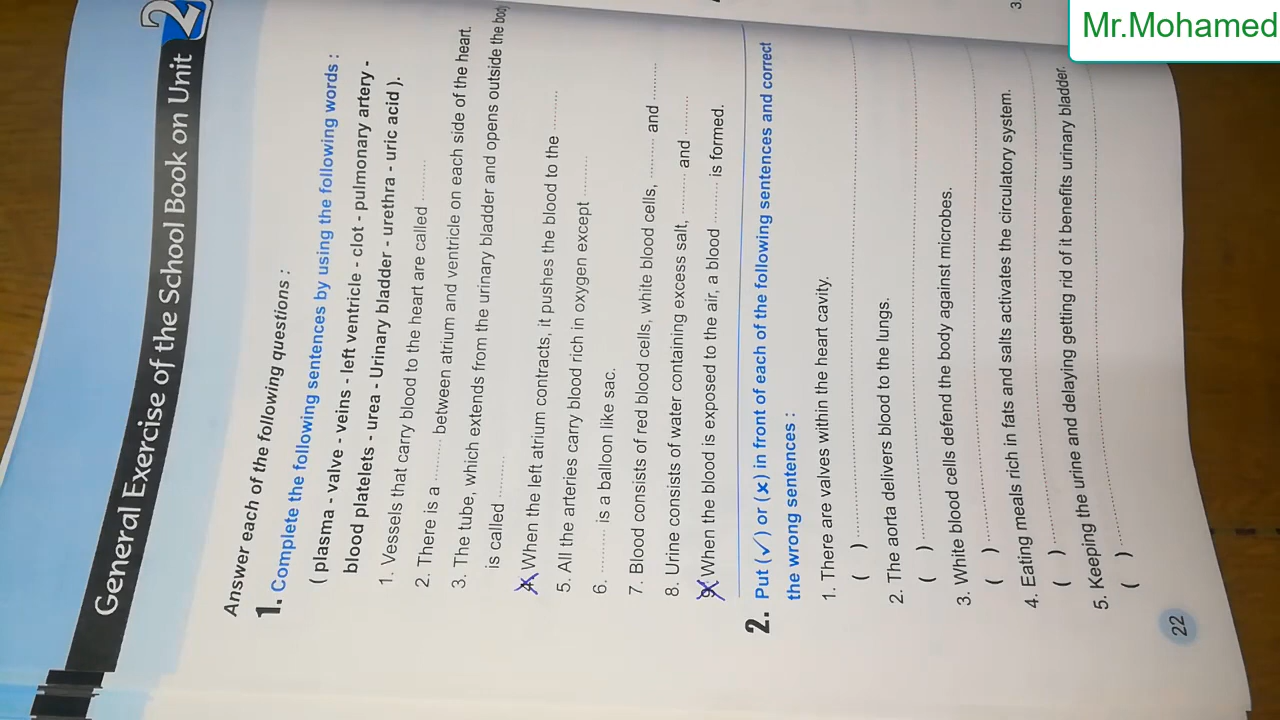 Mr.Mohamed
General Exercise of the School Book on Unit 2
Answer each of the following questions :
1. Complete the following sentences by using the following words :
( plasma - valve - veins - left ventricle - clot - pulmonary artery -
blood platelets - urea - Urinary bladder - urethra - uric acid ).
1. Vessels that carry blood to the heart are called ..........
2. There is a .......... between atrium and ventricle on each side of the heart.
3. The tube, which extends from the urinary bladder and opens outside the body
is called ..........
4. When the left atrium contracts, it pushes the blood to the ..........
5. All the arteries carry blood rich in oxygen except ..........
6. .......... is a balloon like sac.
7. Blood consists of red blood cells, white blood cells, .......... and ..........
8. Urine consists of water containing excess salt, .......... and ..........
9. When the blood is exposed to the air, a blood .......... is formed.
2. Put (✓) or (x) in front of each of the following sentences and correct
the wrong sentences :
1. There are valves within the heart cavity.
( ) ..........
2. The aorta delivers blood to the lungs.
( ) ..........
3. White blood cells defend the body against microbes.
( ) ..........
4. Eating meals rich in fats and salts activates the circulatory system.
( ) ..........
5. Keeping the urine and delaying getting rid of it benefits urinary bladder.
( ) ..........
22
3.